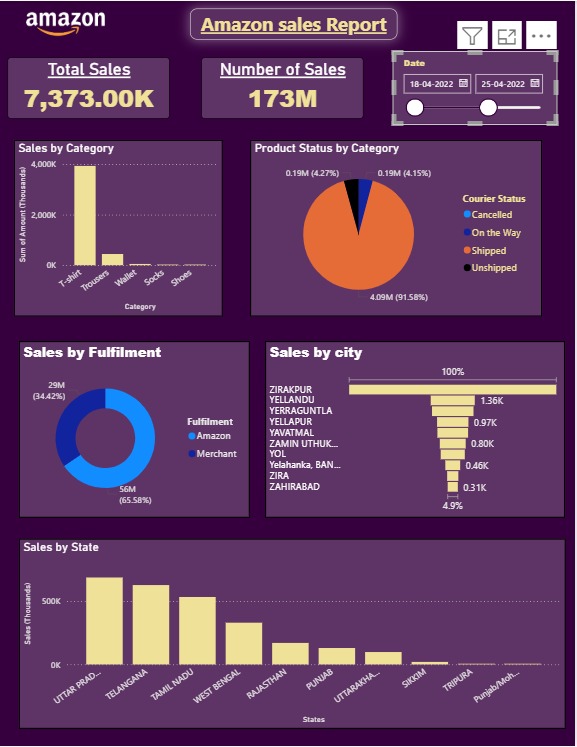 amazon
Amazon sales Report
Total Sales
7,373.00K
Number of Sales
173M
Date
18-04-2022
25-04-2022
Sales by Category
Sum of Amount (Thousands)
4,000K
2,000K
0K
T-shirt
Trousers
Wallet
Socks
Shoes
Category
Product Status by Category
0.19M (4.27%)
0.19M (4.15%)
4.09M (91.58%)
Courier Status
Cancelled
On the Way
Shipped
Unshipped
Sales by Fulfilment
29M
(34.42%)
56M
(65.58%)
Fulfilment
Amazon
Merchant
Sales by city
100%
ZIRAKPUR
YELLANDU 1.36K
YERRAGUNTLA
YELLAPUR 0.97K
YAVATMAL
ZAMIN UTHUK... 0.80K
YOL
Yelahanka, BAN... 0.46K
ZIRA
ZAHIRABAD 0.31K
4.9%
Sales by State
Sales (Thousands)
500K
0K
UTTAR PRAD...
TELANGANA
TAMIL NADU
WEST BENGAL
RAJASTHAN
PUNJAB
UTTARAKHA...
SIKKIM
TRIPURA
Punjab/Moh...
States